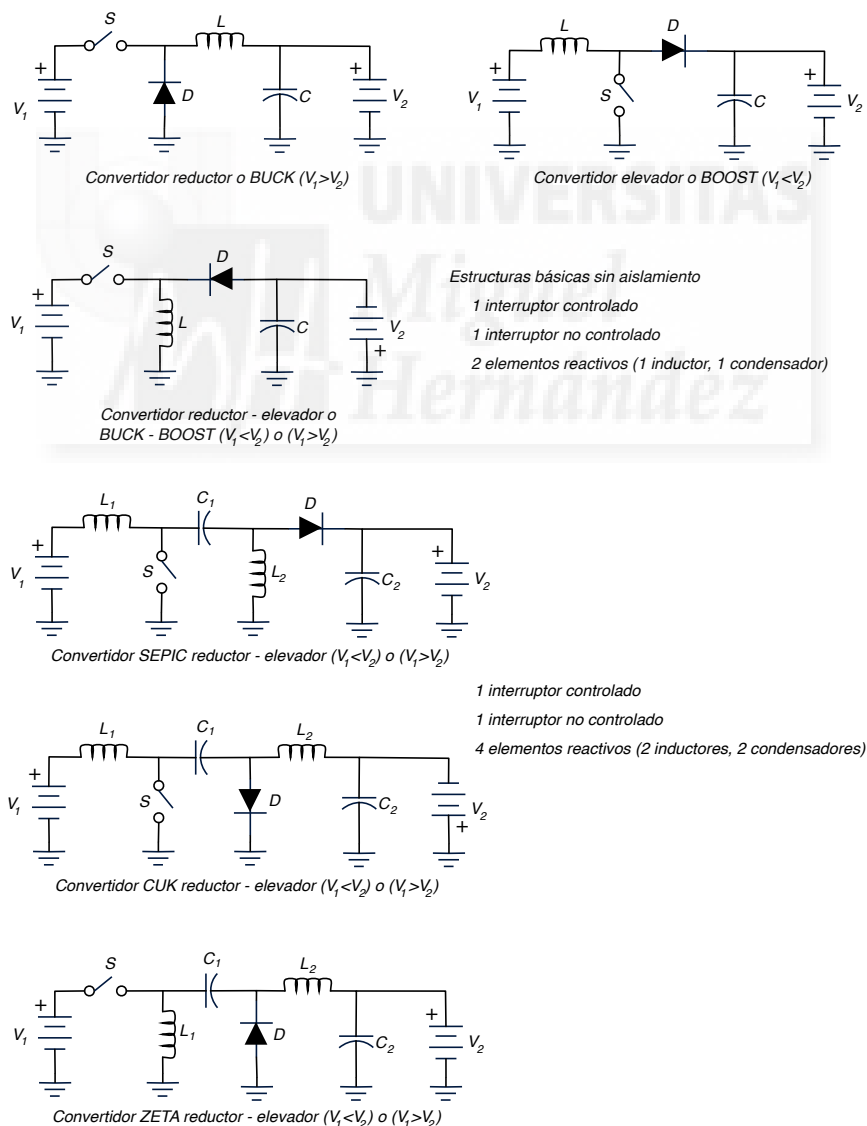 S
L
+
V₁
D
C
+
V₂
Convertidor reductor o BUCK (V₁>V₂)
L
D
+
V₁
S
C
+
V₂
Convertidor elevador o BOOST (V₁<V₂)
UNIVERSITAS
Miguel
Hernández
S
D
+
V₁
L
C
V₂
+
Convertidor reductor - elevador o
BUCK - BOOST (V₁<V₂) o (V₁>V₂)
Estructuras básicas sin aislamiento
1 interruptor controlado
1 interruptor no controlado
2 elementos reactivos (1 inductor, 1 condensador)
L₁
C₁
D
+
V₁
S
L₂
C₂
+
V₂
Convertidor SEPIC reductor - elevador (V₁<V₂) o (V₁>V₂)
1 interruptor controlado
1 interruptor no controlado
4 elementos reactivos (2 inductores, 2 condensadores)
L₁
C₁
L₂
+
V₁
S
D
C₂
V₂
+
Convertidor CUK reductor - elevador (V₁<V₂) o (V₁>V₂)
S
C₁
L₂
+
V₁
L₁
D
C₂
+
V₂
Convertidor ZETA reductor - elevador (V₁<V₂) o (V₁>V₂)